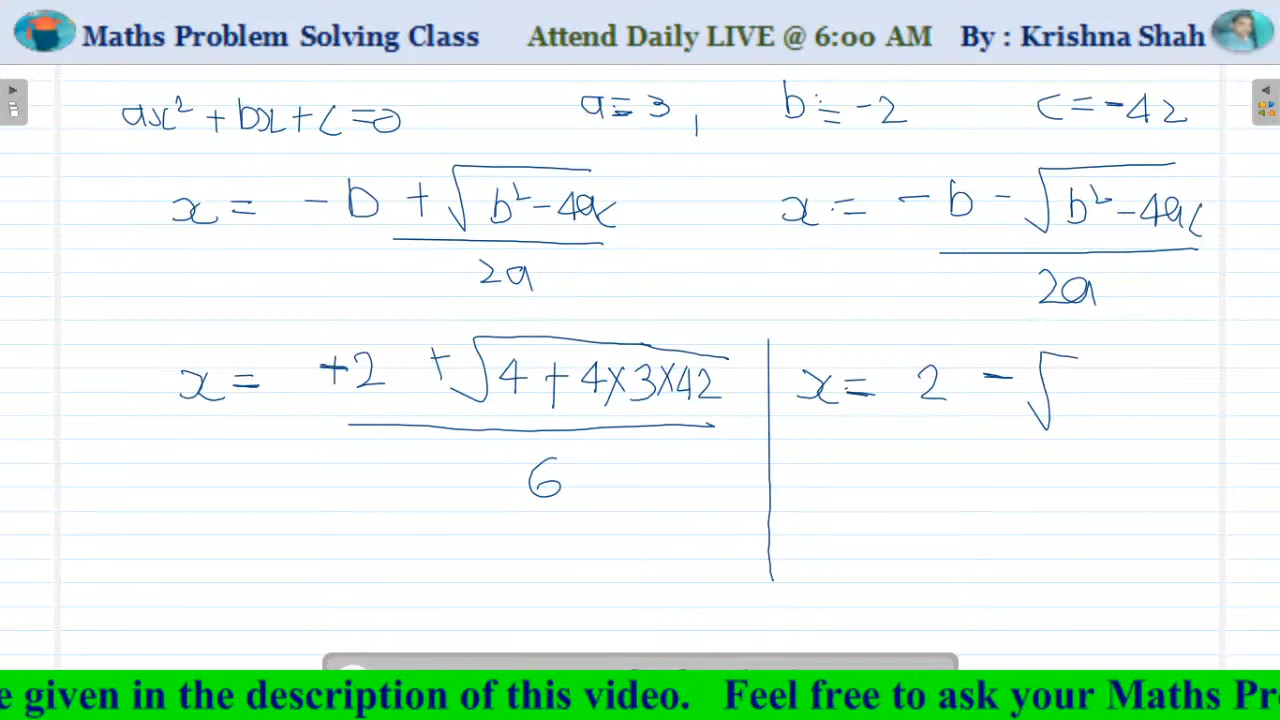 Maths Problem Solving Class Attend Daily LIVE @ 6:00 AM By : Krishna Shah
ax² + bx + c = 0 a = 3, b = -2 c = -42
x = -b + √(b² - 4ac) / 2a x = -b - √(b² - 4ac) / 2a
x = +2 + √(4 + 4×3×42) / 6 x = 2 - √
e given in the description of this video. Feel free to ask your Maths Pr